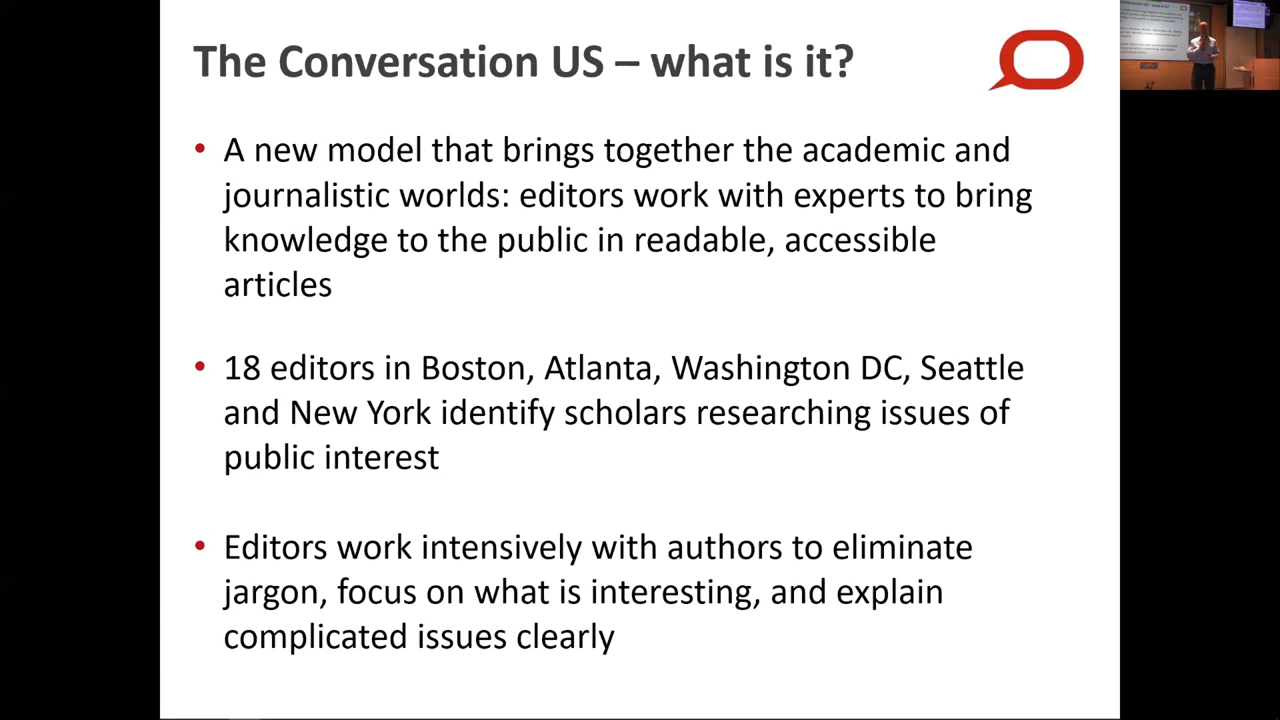 The Conversation US – what is it?
• A new model that brings together the academic and
journalistic worlds: editors work with experts to bring
knowledge to the public in readable, accessible
articles
• 18 editors in Boston, Atlanta, Washington DC, Seattle
and New York identify scholars researching issues of
public interest
• Editors work intensively with authors to eliminate
jargon, focus on what is interesting, and explain
complicated issues clearly